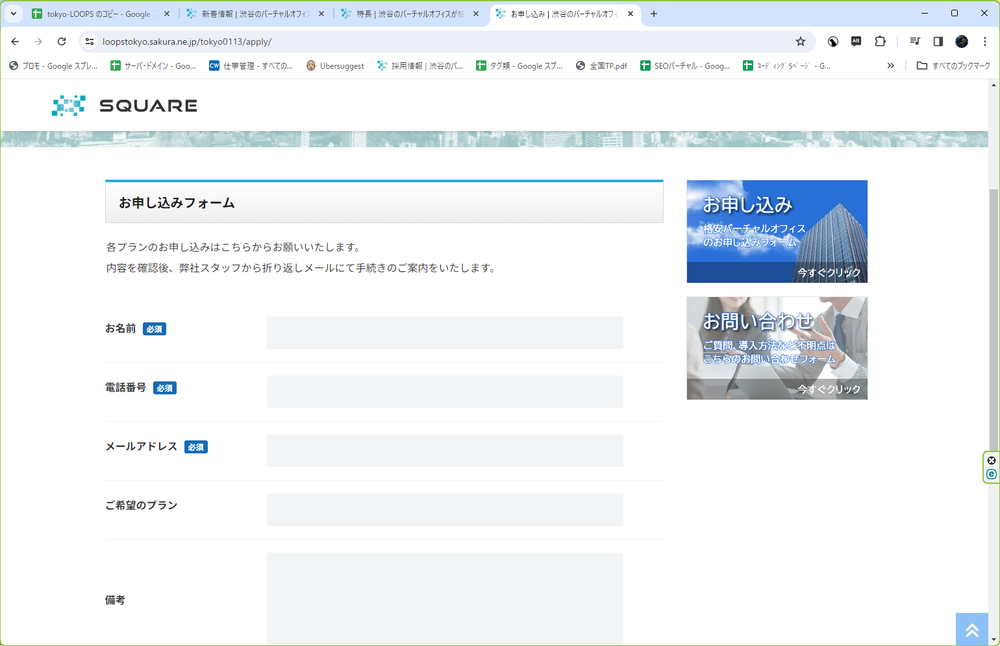 tokyo-LOOPS のコピー - Google
新着情報 | 渋谷のバーチャルオフィス
特長 | 渋谷のバーチャルオフィスが格
お申し込み | 渋谷のバーチャルオフィ
loopstokyo.sakura.ne.jp/tokyo0113/apply/
プロモ - Google スプレ...
サーバ・ドメイン - Goo...
CW 仕事管理 - すべての...
Ubersuggest
採用情報 | 渋谷のバ...
タグ類 - Google スプ...
全国TP.pdf
SEOバーチャル - Goog...
コーディング 5ページ - G...
すべてのブックマーク
SQUARE
お申し込みフォーム
各プランのお申し込みはこちらからお願いいたします。
内容を確認後、弊社スタッフから折り返しメールにて手続きのご案内をいたします。
お名前 必須
電話番号 必須
メールアドレス 必須
ご希望のプラン
備考
お申し込み
格安バーチャルオフィス
のお申し込みフォーム
今すぐクリック
お問い合わせ
ご質問、導入方法など不明点は
こちらのお問い合わせフォーム
今すぐクリック